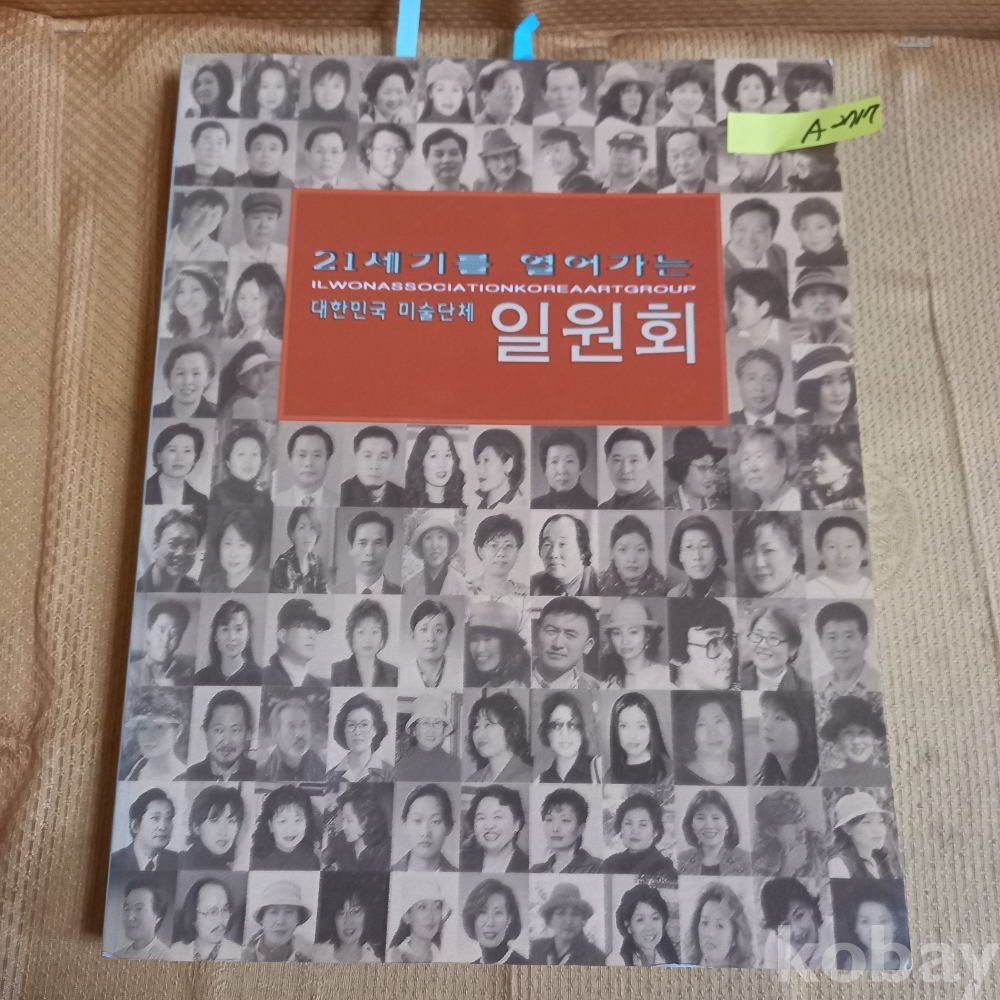 A
21세기를 열어가는
ILWONASSOCIATIONKOREAARTGROUP
대한민국 미술단체 일원회
kobay